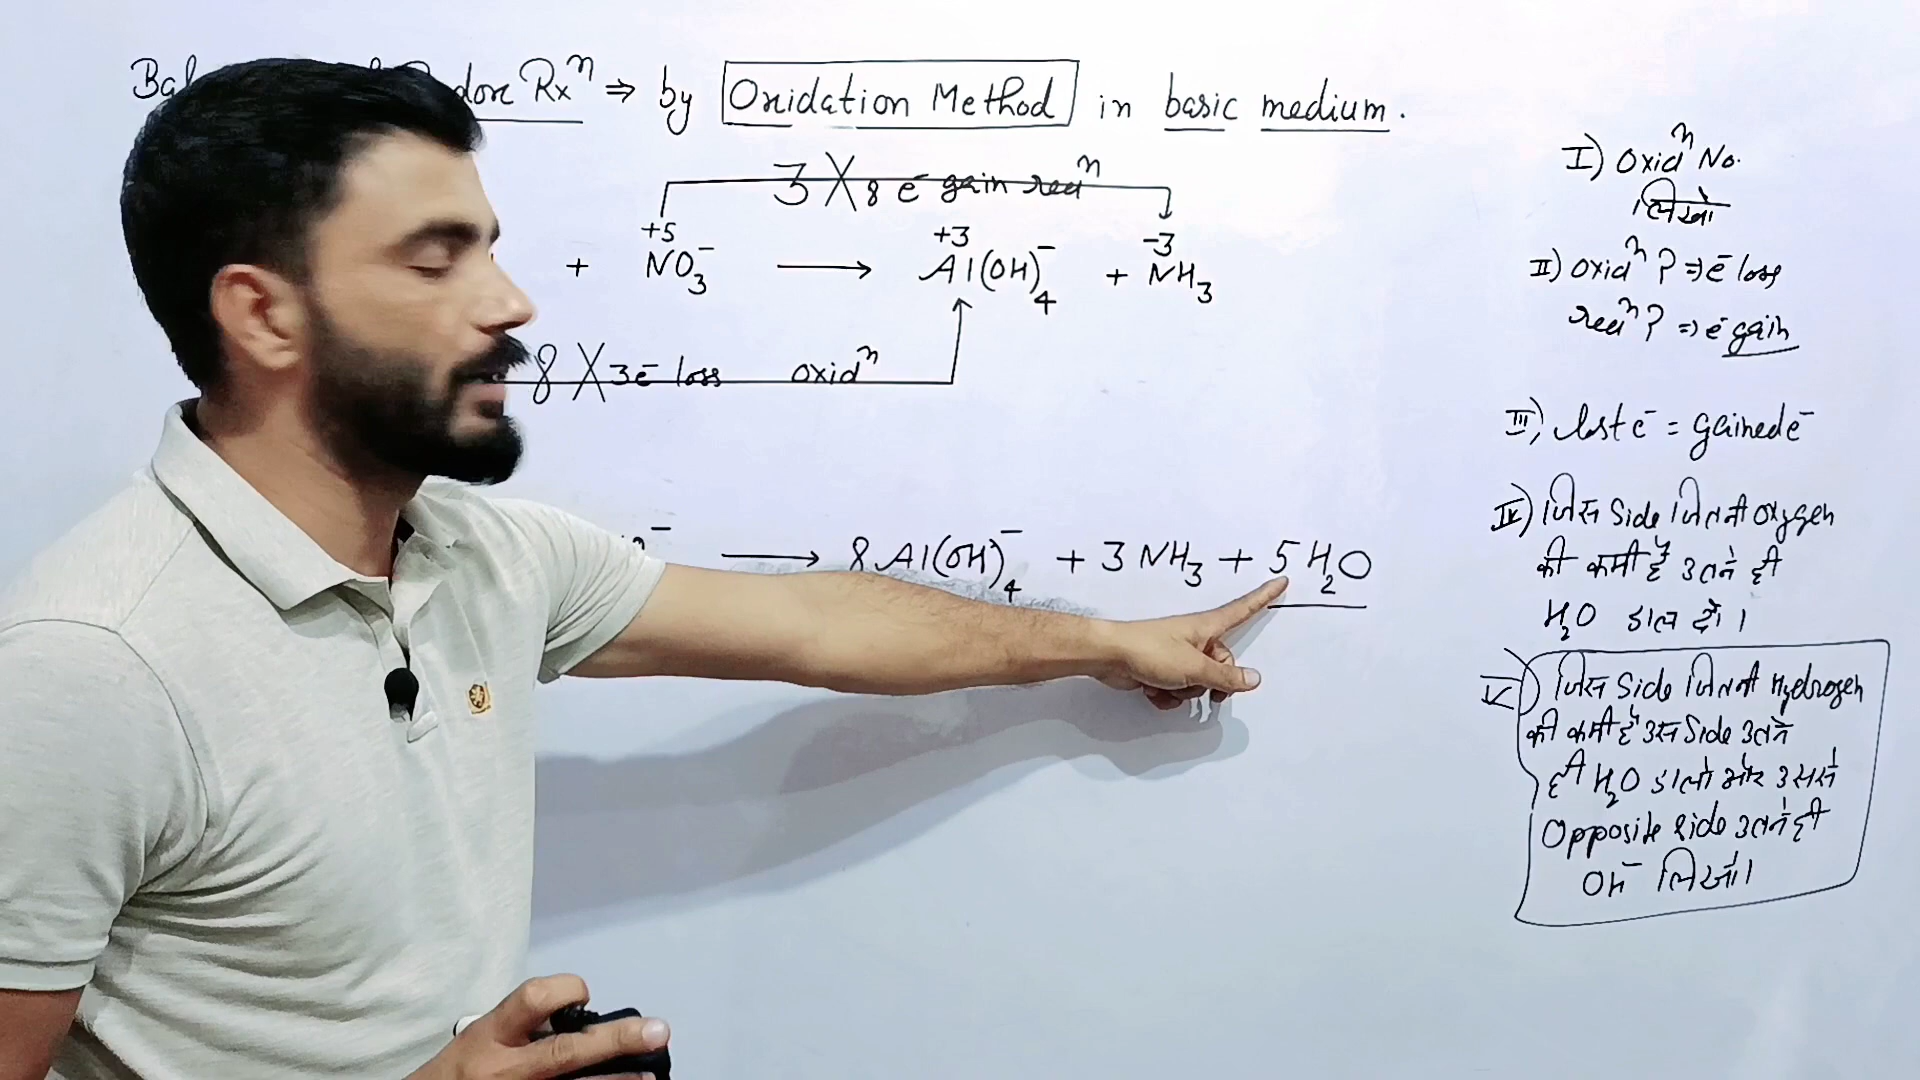 Bal dox Rxⁿ ⇒ by Oxidation Method in basic medium.
3 X 8 e⁻ gain redⁿ
+5 +3 -3
+ NO₃⁻ ⟶ Al(OH)₄⁻ + NH₃
8 X 3e⁻ loss oxidⁿ
⟶ 8 Al(OH)₄⁻ + 3 NH₃ + 5 H₂O
I) Oxidⁿ No.
लिखो
II) Oxidⁿ ? ⇒ e⁻ loss
redⁿ ? ⇒ e⁻ gain
III) lost e⁻ = gained e⁻
IV) जिस Side जितनी Oxygen
की कमी है उतने ही
H₂O डाल दो।
V) जिस Side जितनी Hydrogen
की कमी है उस Side उतने
ही H₂O डालो और उससे
Opposite side उतने ही
OH⁻ लिखो।